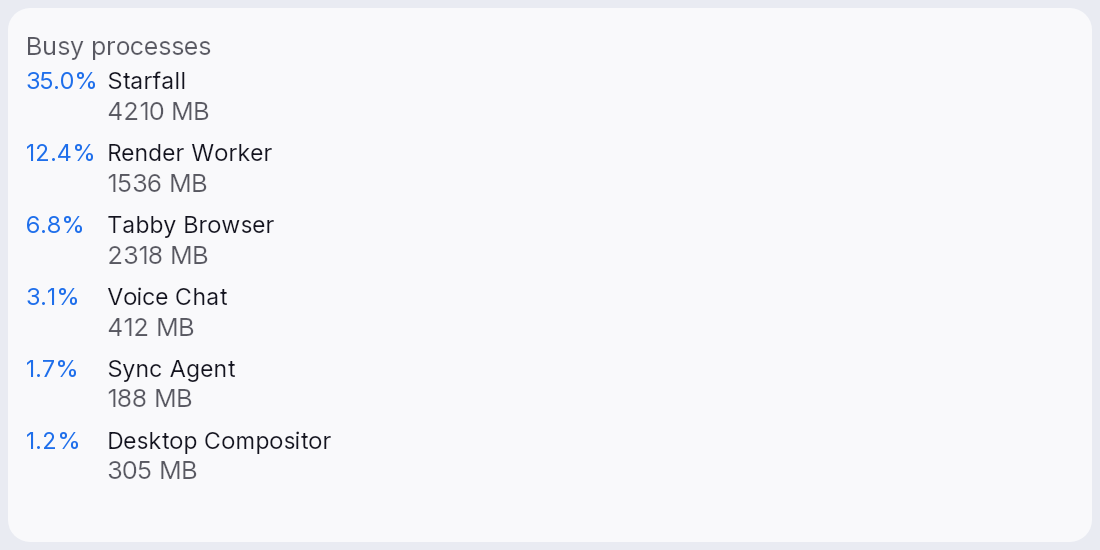 Busy processes
35.0% Starfall
4210 MB
12.4% Render Worker
1536 MB
6.8% Tabby Browser
2318 MB
3.1% Voice Chat
412 MB
1.7% Sync Agent
188 MB
1.2% Desktop Compositor
305 MB